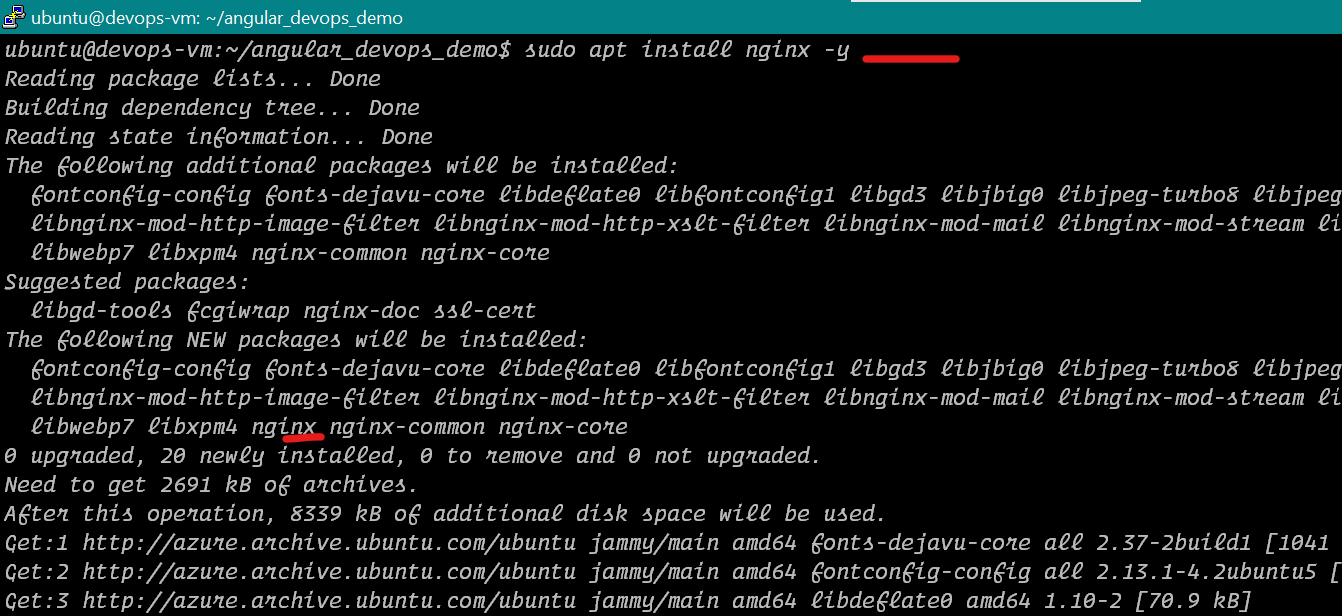 ubuntu@devops-vm: ~/angular_devops_demo
ubuntu@devops-vm:~/angular_devops_demo$ sudo apt install nginx -y
Reading package lists... Done
Building dependency tree... Done
Reading state information... Done
The following additional packages will be installed:
  fontconfig-config fonts-dejavu-core libdeflate0 libfontconfig1 libgd3 libjbig0 libjpeg-turbo8 libjpeg
  libnginx-mod-http-image-filter libnginx-mod-http-xslt-filter libnginx-mod-mail libnginx-mod-stream li
  libwebp7 libxpm4 nginx-common nginx-core
Suggested packages:
  libgd-tools fcgiwrap nginx-doc ssl-cert
The following NEW packages will be installed:
  fontconfig-config fonts-dejavu-core libdeflate0 libfontconfig1 libgd3 libjbig0 libjpeg-turbo8 libjpeg
  libnginx-mod-http-image-filter libnginx-mod-http-xslt-filter libnginx-mod-mail libnginx-mod-stream li
  libwebp7 libxpm4 nginx nginx-common nginx-core
0 upgraded, 20 newly installed, 0 to remove and 0 not upgraded.
Need to get 2691 kB of archives.
After this operation, 8339 kB of additional disk space will be used.
Get:1 http://azure.archive.ubuntu.com/ubuntu jammy/main amd64 fonts-dejavu-core all 2.37-2build1 [1041
Get:2 http://azure.archive.ubuntu.com/ubuntu jammy/main amd64 fontconfig-config all 2.13.1-4.2ubuntu5 [
Get:3 http://azure.archive.ubuntu.com/ubuntu jammy/main amd64 libdeflate0 amd64 1.10-2 [70.9 kB]